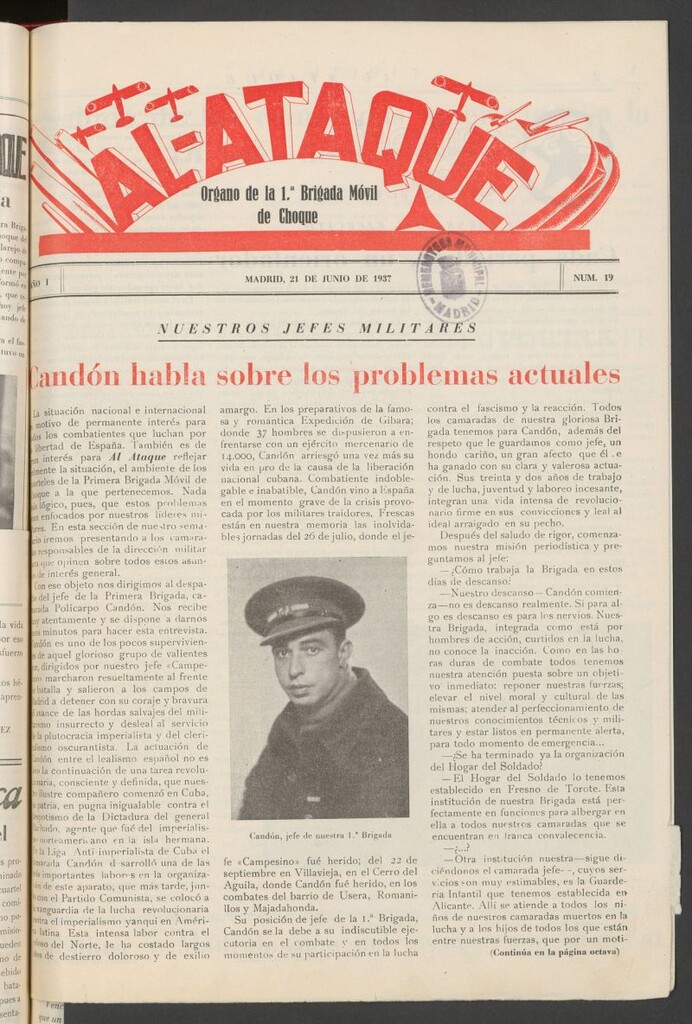 AL-ATAQUE
Organo de la 1.ª Brigada Móvil
de Choque
AÑO I
MADRID, 21 DE JUNIO DE 1937
NUM. 19
HEMEROTECA MUNICIPAL
MADRID
NUESTROS JEFES MILITARES
Candón habla sobre los problemas actuales
La situación nacional e internacional
motivo de permanente interés para
los combatientes que luchan por
libertad de España. También es de
interés para Al Ataque reflejar
la situación, el ambiente de los
de la Primera Brigada Móvil de
a la que pertenecemos. Nada
lógico, pues, que estos problemas
enfocados por nuestros líderes
En esta sección de nuestro
iremos presentando a los
responsables de la dirección militar
que opinen sobre todos estos
de interés general.
Con ese objeto nos dirigimos al
del jefe de la Primera Brigada,
Policarpo Candón. Nos recibe
atentamente y se dispone a darnos
minutos para hacer esta entrevista.
Candón es uno de los pocos
de aquel glorioso grupo de valientes
dirigidos por nuestro jefe «Campesino»
marcharon resueltamente al frente
batalla y salieron a los campos de
a detener con su coraje y bravura
avance de las hordas salvajes del
insurrecto y desleal al servicio
la plutocracia imperialista y del
oscurantista. La actuación de
entre el lealismo español no es
la continuación de una tarea
consciente y definida, que
ilustre compañero comenzó en Cuba,
patria, en pugna inigualable contra el
de la Dictadura del general
agente que fué del
norteamericano en la isla hermana.
la Liga Anti-imperialista de Cuba el
Candón desarrolló una de las
importantes labores en la
de este aparato, que más tarde,
con el Partido Comunista, se colocó a
vanguardia de la lucha revolucionaria
contra el imperialismo yanqui en
latina. Esta intensa labor contra el
del Norte, le ha costado largos
de destierro doloroso y de exilio
amargo. En los preparativos de la famo-
sa y romántica Expedición de Gibara;
donde 37 hombres se dispusieron a en-
frentarse con un ejército mercenario de
14.000, Candón arriesgó una vez más su
vida en pro de la causa de la liberación
nacional cubana. Combatiente indoble-
gable e inabatible, Candón vino a España
en el momento grave de la crisis provo-
cada por los militares traidores. Frescas
están en nuestra memoria las inolvida-
bles jornadas del 26 de julio, donde el je-
Candón, jefe de nuestra 1.ª Brigada
fe «Campesino» fué herido; del 22 de
septiembre en Villavieja, en el Cerro del
Aguila, donde Candón fué herido, en los
combates del barrio de Usera, Romani-
llos y Majadahonda.
Su posición de jefe de la 1.ª Brigada,
Candón se la debe a su indiscutible eje-
cutoria en el combate y en todos los
momentos de su participación en la lucha
contra el fascismo y la reacción. Todos
los camaradas de nuestra gloriosa Bri-
gada tenemos para Candón, además del
respeto que le guardamos como jefe, un
hondo cariño, un gran afecto que él se
ha ganado con su clara y valerosa actua-
ción. Sus treinta y dos años de trabajo
y de lucha, juventud y laboreo incesante,
integran una vida intensa de revolucio-
nario firme en sus convicciones y leal al
ideal arraigado en su pecho.
Después del saludo de rigor, comenza-
mos nuestra misión periodística y pre-
guntamos al jefe:
—¿Cómo trabaja la Brigada en estos
días de descanso?
—Nuestro descanso—Candón comien-
za—no es descanso realmente. Si para al-
go es descanso es para los nervios. Nues-
tra Brigada, integrada como está por
hombres de acción, curtidos en la lucha,
no conoce la inacción. Como en las ho-
ras duras de combate todos tenemos
nuestra atención puesta sobre un objeti-
vo inmediato: reponer nuestras fuerzas;
elevar el nivel moral y cultural de las
mismas; atender al perfeccionamiento de
nuestros conocimientos técnicos y mili-
tares y estar listos en permanente alerta,
para todo momento de emergencia...
—¿Se ha terminado ya la organización
del Hogar del Soldado?
—El Hogar del Soldado lo tenemos
establecido en Fresno de Torote. Esta
institución de nuestra Brigada está per-
fectamente en funciones para albergar en
ella a todos nuestros camaradas que se
encuentran en franca convalecencia.
—¿...?
—Otra institución nuestra—sigue di-
ciéndonos el camarada jefe—, cuyos ser-
vicios son muy estimables, es la Guarde-
ría Infantil que tenemos establecida en
Alicante. Allí se atiende a todos los ni-
ños de nuestros camaradas muertos en la
lucha y a los hijos de todos los que están
entre nuestras fuerzas, que por un moti-
(Continúa en la página octava)